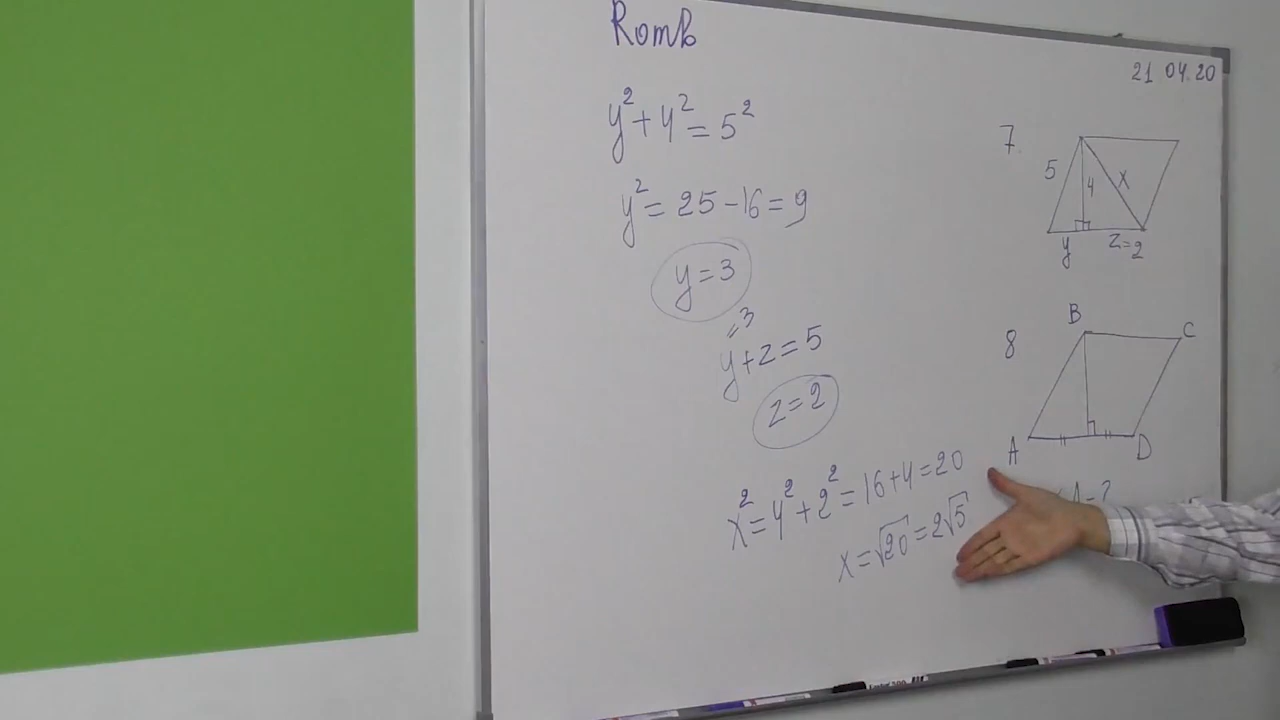 Romb
21 04.20
y² + 4² = 5²
y² = 25 - 16 = 9
y = 3
= 3
y + z = 5
z = 2
x² = 4² + 2² = 16 + 4 = 20
x = √20 = 2√5
7.
5
4
x
y
z = 2
8
B
C
A
D
A = ?